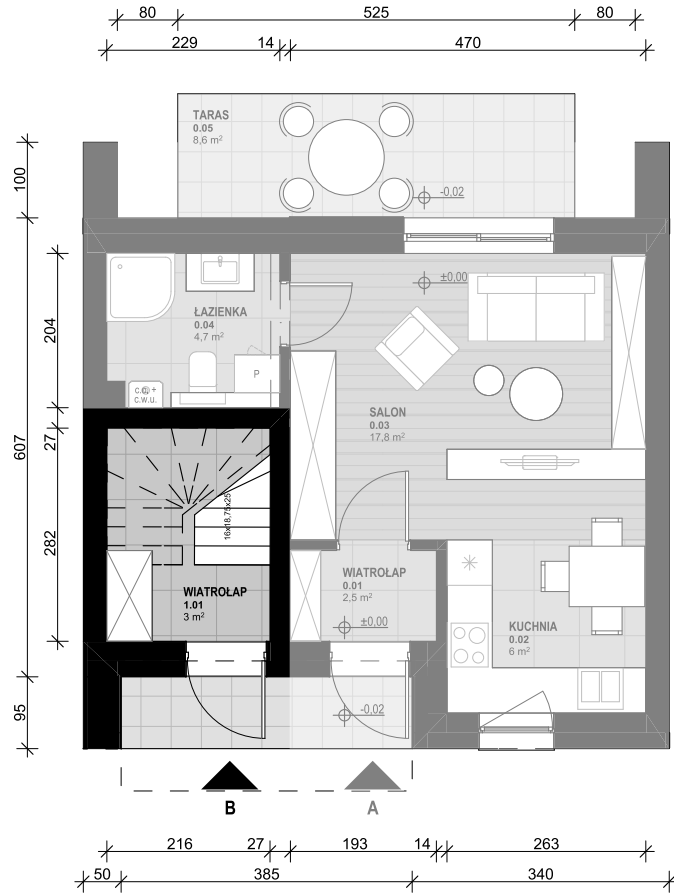 80 525 80
229 14 470
TARAS
0.05
8,6 m²
-0,02
100
±0,00
ŁAZIENKA
0.04
4,7 m²
204
P
c.o. +
c.w.u.
SALON
0.03
17,8 m²
27
607
16x18,75x25
282
WIATROŁAP
1.01
3 m²
WIATROŁAP
0.01
2,5 m²
±0.00
KUCHNIA
0.02
6 m²
95
-0,02
B A
216 27 193 14 263
50 385 340